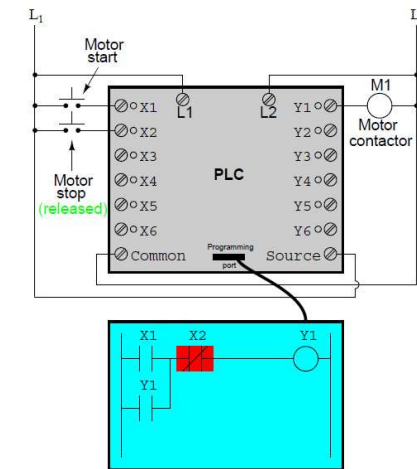 L1 L
Motor
start
M1
L1 L2
X1 Y1
Motor
contactor
X2 Y2
X3 Y3
Motor
stop
(released)
X4 PLC Y4
X5 Y5
X6 Y6
Common Programming
port Source
X1 X2 Y1
Y1